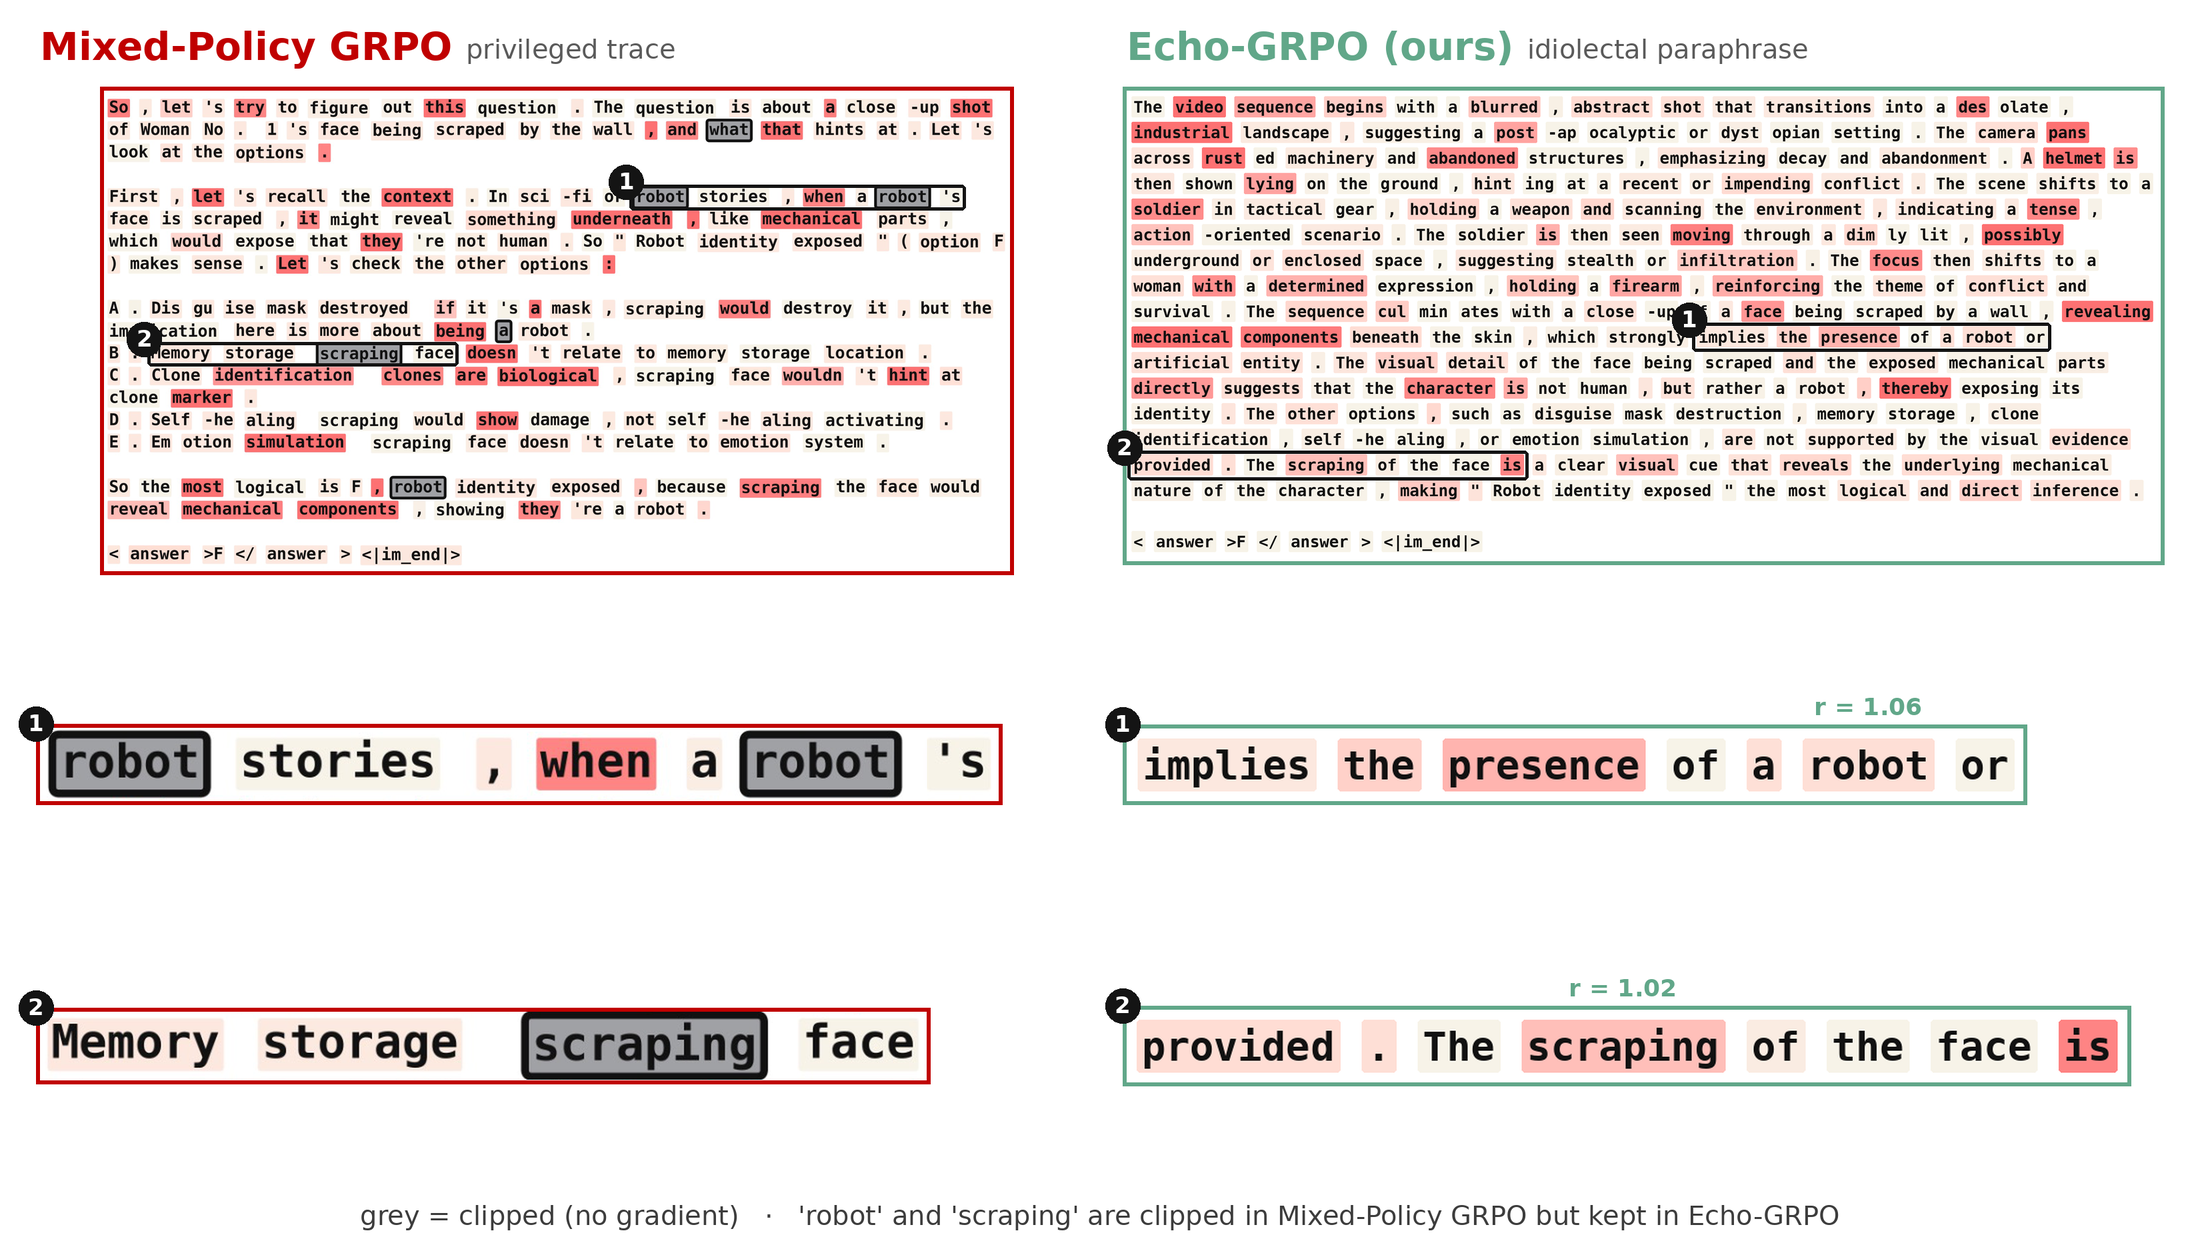 Mixed-Policy GRPO privileged trace
So , let 's try to figure out this question . The question is about a close -up shot
of Woman No . 1 's face being scraped by the wall , and what that hints at . Let 's
look at the options .
First , let 's recall the context . In sci -fi or robot stories , when a robot 's
1
face is scraped , it might reveal something underneath , like mechanical parts ,
which would expose that they 're not human . So " Robot identity exposed " ( option F
) makes sense . Let 's check the other options :
A . Dis gu ise mask destroyed if it 's a mask , scraping would destroy it , but the
here is more about being a robot .
2
B . Memory storage scraping face doesn 't relate to memory storage location .
C . Clone identification clones are biological , scraping face wouldn 't hint at
clone marker .
D . Self -he aling scraping would show damage , not self -he aling activating .
E . Em otion simulation scraping face doesn 't relate to emotion system .
So the most logical is F , robot identity exposed , because scraping the face would
reveal mechanical components , showing they 're a robot .
< answer >F </ answer > <|im_end|>
Echo-GRPO (ours) idiolectal paraphrase
The video sequence begins with a blurred , abstract shot that transitions into a des olate ,
industrial landscape , suggesting a post -ap ocalyptic or dyst opian setting . The camera pans
across rust ed machinery and abandoned structures , emphasizing decay and abandonment . A helmet is
then shown lying on the ground , hint ing at a recent or impending conflict . The scene shifts to a
soldier in tactical gear , holding a weapon and scanning the environment , indicating a tense ,
action -oriented scenario . The soldier is then seen moving through a dim ly lit , possibly
underground or enclosed space , suggesting stealth or infiltration . The focus then shifts to a
woman with a determined expression , holding a firearm , reinforcing the theme of conflict and
survival . The sequence cul min ates with a close -up of a face being scraped by a wall , revealing
1
mechanical components beneath the skin , which strongly implies the presence of a robot or
artificial entity . The visual detail of the face being scraped and the exposed mechanical parts
directly suggests that the character is not human , but rather a robot , thereby exposing its
identity . The other options , such as disguise mask destruction , memory storage , clone
identification , self -he aling , or emotion simulation , are not supported by the visual evidence
2
provided . The scraping of the face is a clear visual cue that reveals the underlying mechanical
nature of the character , making " Robot identity exposed " the most logical and direct inference .
< answer >F </ answer > <|im_end|>
1
robot stories , when a robot 's
r = 1.06
1
implies the presence of a robot or
2
Memory storage scraping face
r = 1.02
2
provided . The scraping of the face is
grey = clipped (no gradient) · 'robot' and 'scraping' are clipped in Mixed-Policy GRPO but kept in Echo-GRPO